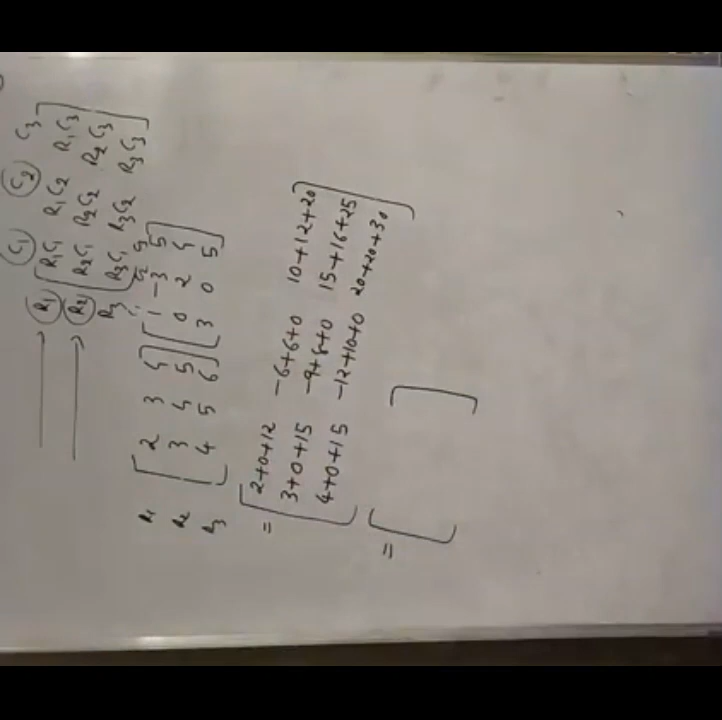 C1 C2 C3
R1 [ R1C1 R1C2 R1C3 ]
R2 R2C1 R2C2 R2C3
R3 R3C1 R3C2 R3C3
C1 C2 C3
R1 [ 2 3 4 ] [ 1 -3 5 ]
R2 3 4 5 0 2 4
R3 4 5 6 3 0 5
= [ 2+0+12 -6+6+0 10+12+20 ]
3+0+15 -9+8+0 15+16+25
4+0+15 -12+10+0 20+20+30
= [ ]